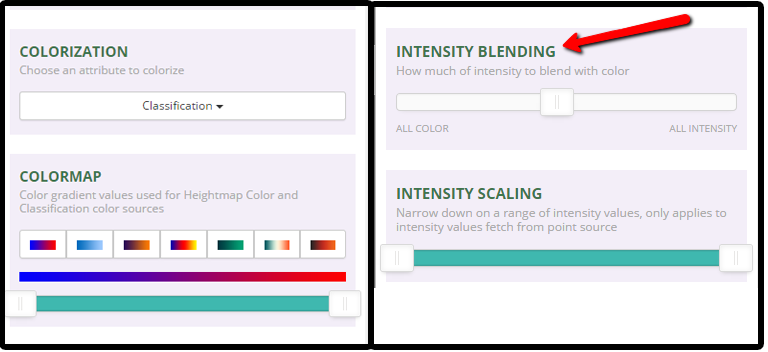 COLORIZATION
Choose an attribute to colorize
Classification
COLORMAP
Color gradient values used for Heightmap Color and
Classification color sources
INTENSITY BLENDING
How much of intensity to blend with color
ALL COLOR
ALL INTENSITY
INTENSITY SCALING
Narrow down on a range of intensity values, only applies to
intensity values fetch from point source